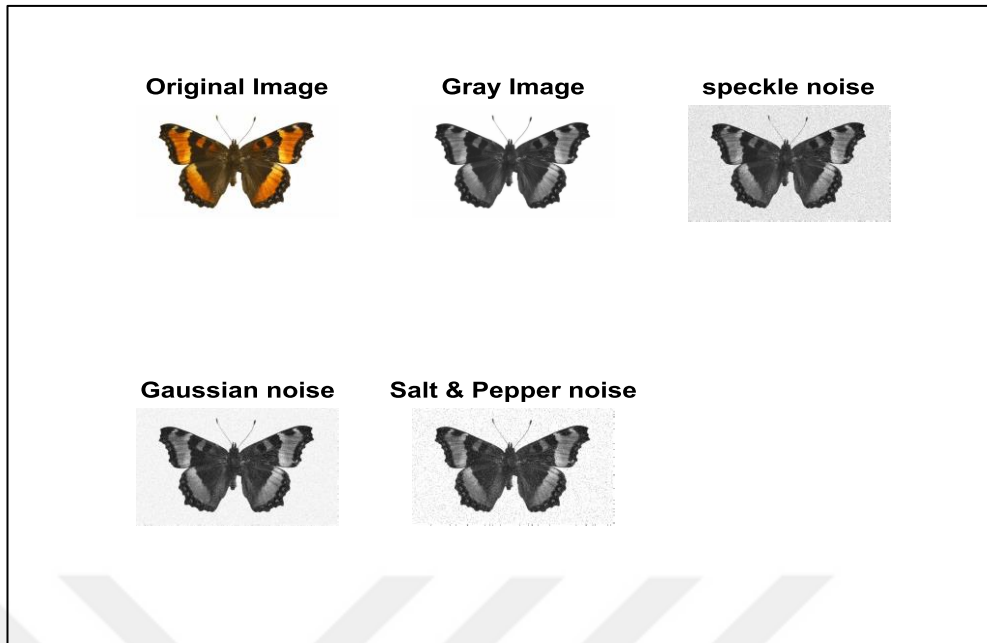 Original Image
Gray Image
speckle noise
Gaussian noise
Salt & Pepper noise